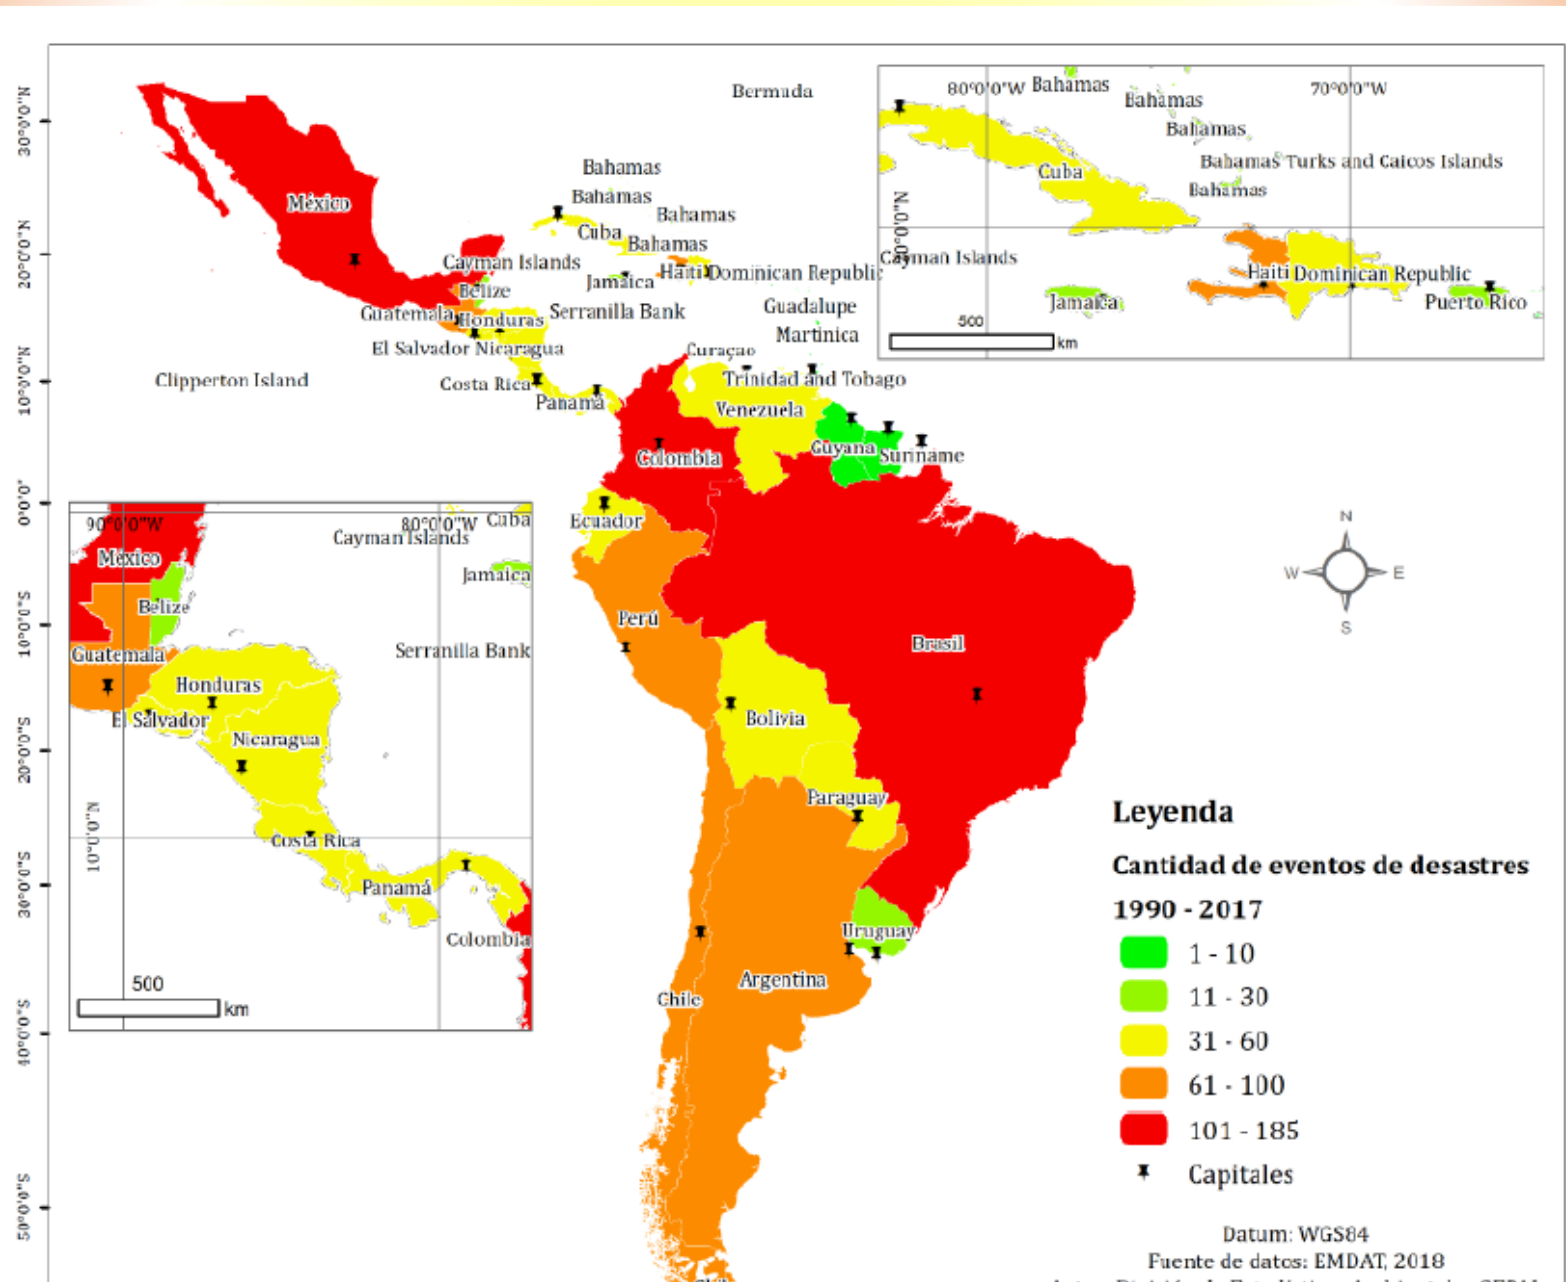 Bermuda
Bahamas
Bahamas
Bahamas
Bahamas
México
Cuba
Cayman Islands
Haiti
Dominican Republic
Jamaica
Belize
Guatemala
Honduras
Serranilla Bank
Guadalupe
Martinica
El Salvador
Nicaragua
Curaçao
Clipperton Island
Costa Rica
Trinidad and Tobago
Panamá
Venezuela
Guyana
Suriname
Colombia
Ecuador
Perú
Brasil
Bolivia
Paraguay
Uruguay
Argentina
Chile
30°0'0"N
20°0'0"N
10°0'0"N
0°0'0"
10°0'0"S
20°0'0"S
30°0'0"S
40°0'0"S
50°0'0"S
80°0'0"W
Bahamas
70°0'0"W
Bahamas
Bahamas
Bahamas
Turks and Caicos Islands
Bahamas
Cuba
Cayman Islands
Haiti
Dominican Republic
Jamaica
Puerto Rico
500
km
90°0'0"W
80°0'0"W
Cuba
Cayman Islands
México
Jamaica
Belize
Guatemala
Serranilla Bank
Honduras
El Salvador
Nicaragua
10°0'0"N
Costa Rica
Panamá
Colombia
500
km
N
W
E
S
Leyenda
Cantidad de eventos de desastres
1990 - 2017
1 - 10
11 - 30
31 - 60
61 - 100
101 - 185
Capitales
Datum: WGS84
Fuente de datos: EMDAT, 2018